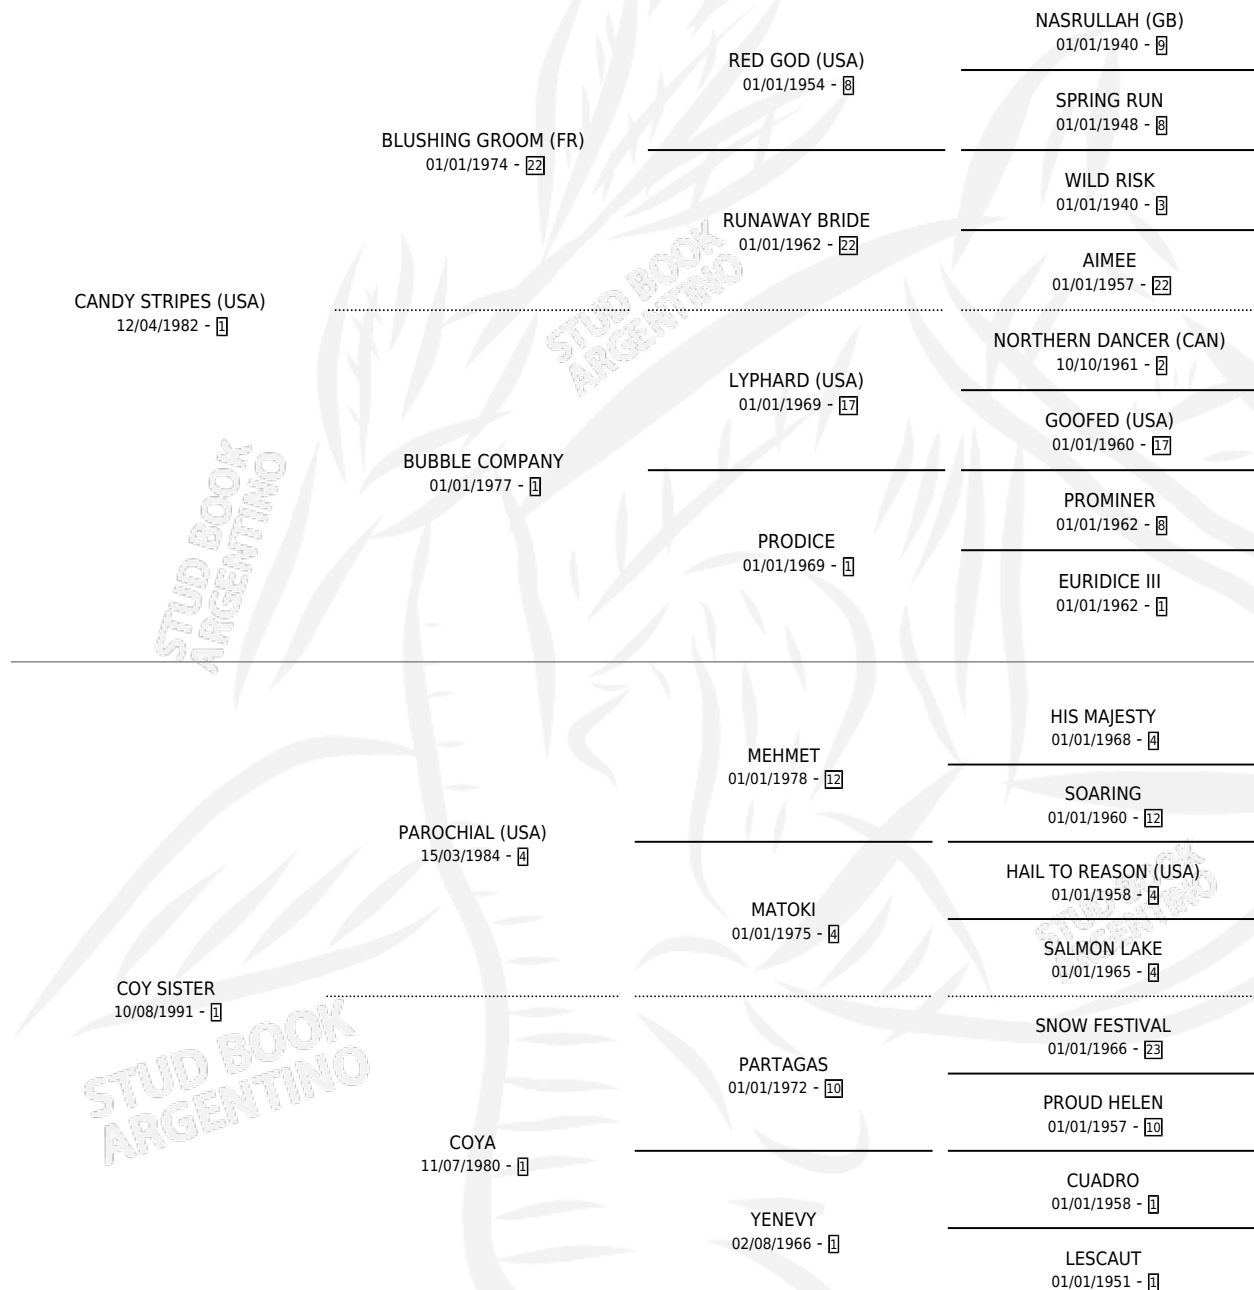 NASRULLAH (GB)
01/01/1940 - 9
RED GOD (USA)
01/01/1954 - 8
SPRING RUN
01/01/1948 - 8
BLUSHING GROOM (FR)
01/01/1974 - 22
WILD RISK
01/01/1940 - 3
RUNAWAY BRIDE
01/01/1962 - 22
AIMEE
01/01/1957 - 22
CANDY STRIPES (USA)
12/04/1982 - 1
NORTHERN DANCER (CAN)
10/10/1961 - 2
LYPHARD (USA)
01/01/1969 - 17
GOOFED (USA)
01/01/1960 - 17
BUBBLE COMPANY
01/01/1977 - 1
PROMINER
01/01/1962 - 8
PRODICE
01/01/1969 - 1
EURIDICE III
01/01/1962 - 1
HIS MAJESTY
01/01/1968 - 4
MEHMET
01/01/1978 - 12
SOARING
01/01/1960 - 12
PAROCHIAL (USA)
15/03/1984 - 4
HAIL TO REASON (USA)
01/01/1958 - 4
MATOKI
01/01/1975 - 4
SALMON LAKE
01/01/1965 - 4
COY SISTER
10/08/1991 - 1
SNOW FESTIVAL
01/01/1966 - 23
PARTAGAS
01/01/1972 - 10
PROUD HELEN
01/01/1957 - 10
COYA
11/07/1980 - 1
CUADRO
01/01/1958 - 1
YENEVY
02/08/1966 - 1
LESCAUT
01/01/1951 - 1
STUD BOOK
ARGENTINO
STUD BOOK
ARGENTINO
STUD BOOK
ARGENTINO
STUD BOOK
ARGENTINO